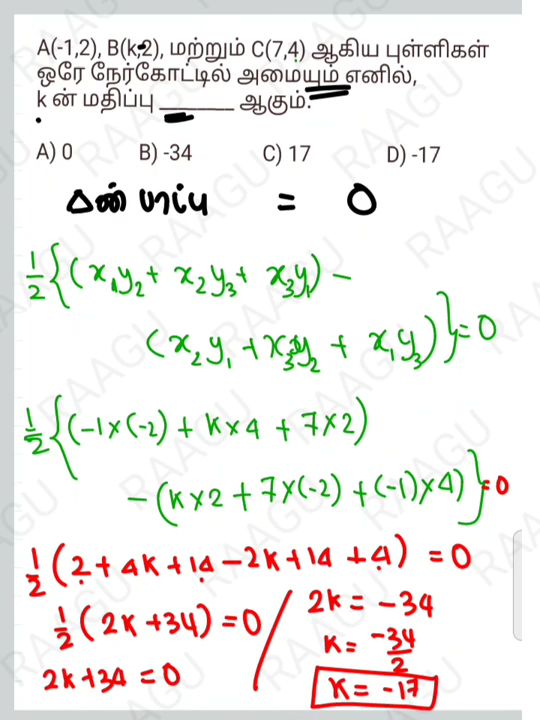 A(-1,2), B(k,-2), மற்றும் C(7,4) ஆகிய புள்ளிகள்
ஒரே நேர்கோட்டில் அமையும் எனில்,
k ன் மதிப்பு ______ ஆகும்.
A) 0 B) -34 C) 17 D) -17
Δன் பரப்பு = 0
1/2 {(x₁y₂ + x₂y₃ + x₃y₁) –
(x₂y₁ + x₃y₂ + x₁y₃)} = 0
1/2 {(-1×(-2) + k×4 + 7×2)
– (k×2 + 7×(-2) + (-1)×4)} = 0
1/2 (2 + 4k + 14 – 2k + 14 + 4) = 0
1/2 (2k + 34) = 0
2k + 34 = 0
2k = -34
k = -34/2
k = -17
RAAGU